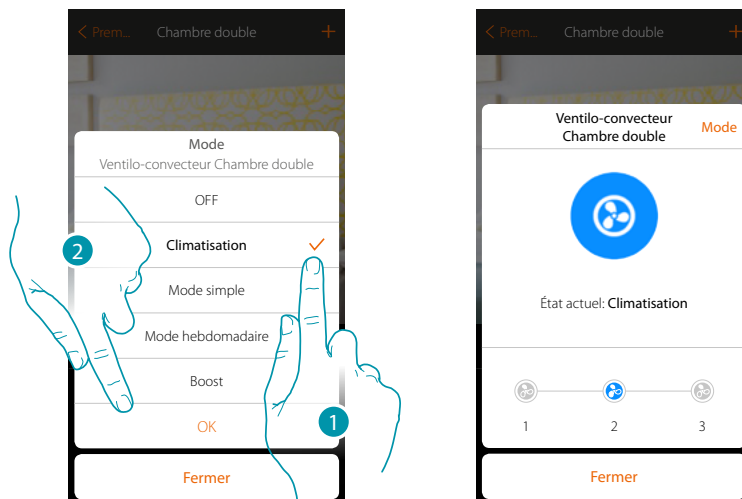 Prem...
Chambre double
+
Mode
Ventilo-convecteur Chambre double
OFF
Climatisation
Mode simple
Mode hebdomadaire
Boost
OK
Fermer
2
1
Prem...
Chambre double
+
Ventilo-convecteur
Chambre double
Mode
État actuel: Climatisation
1
2
3
Fermer